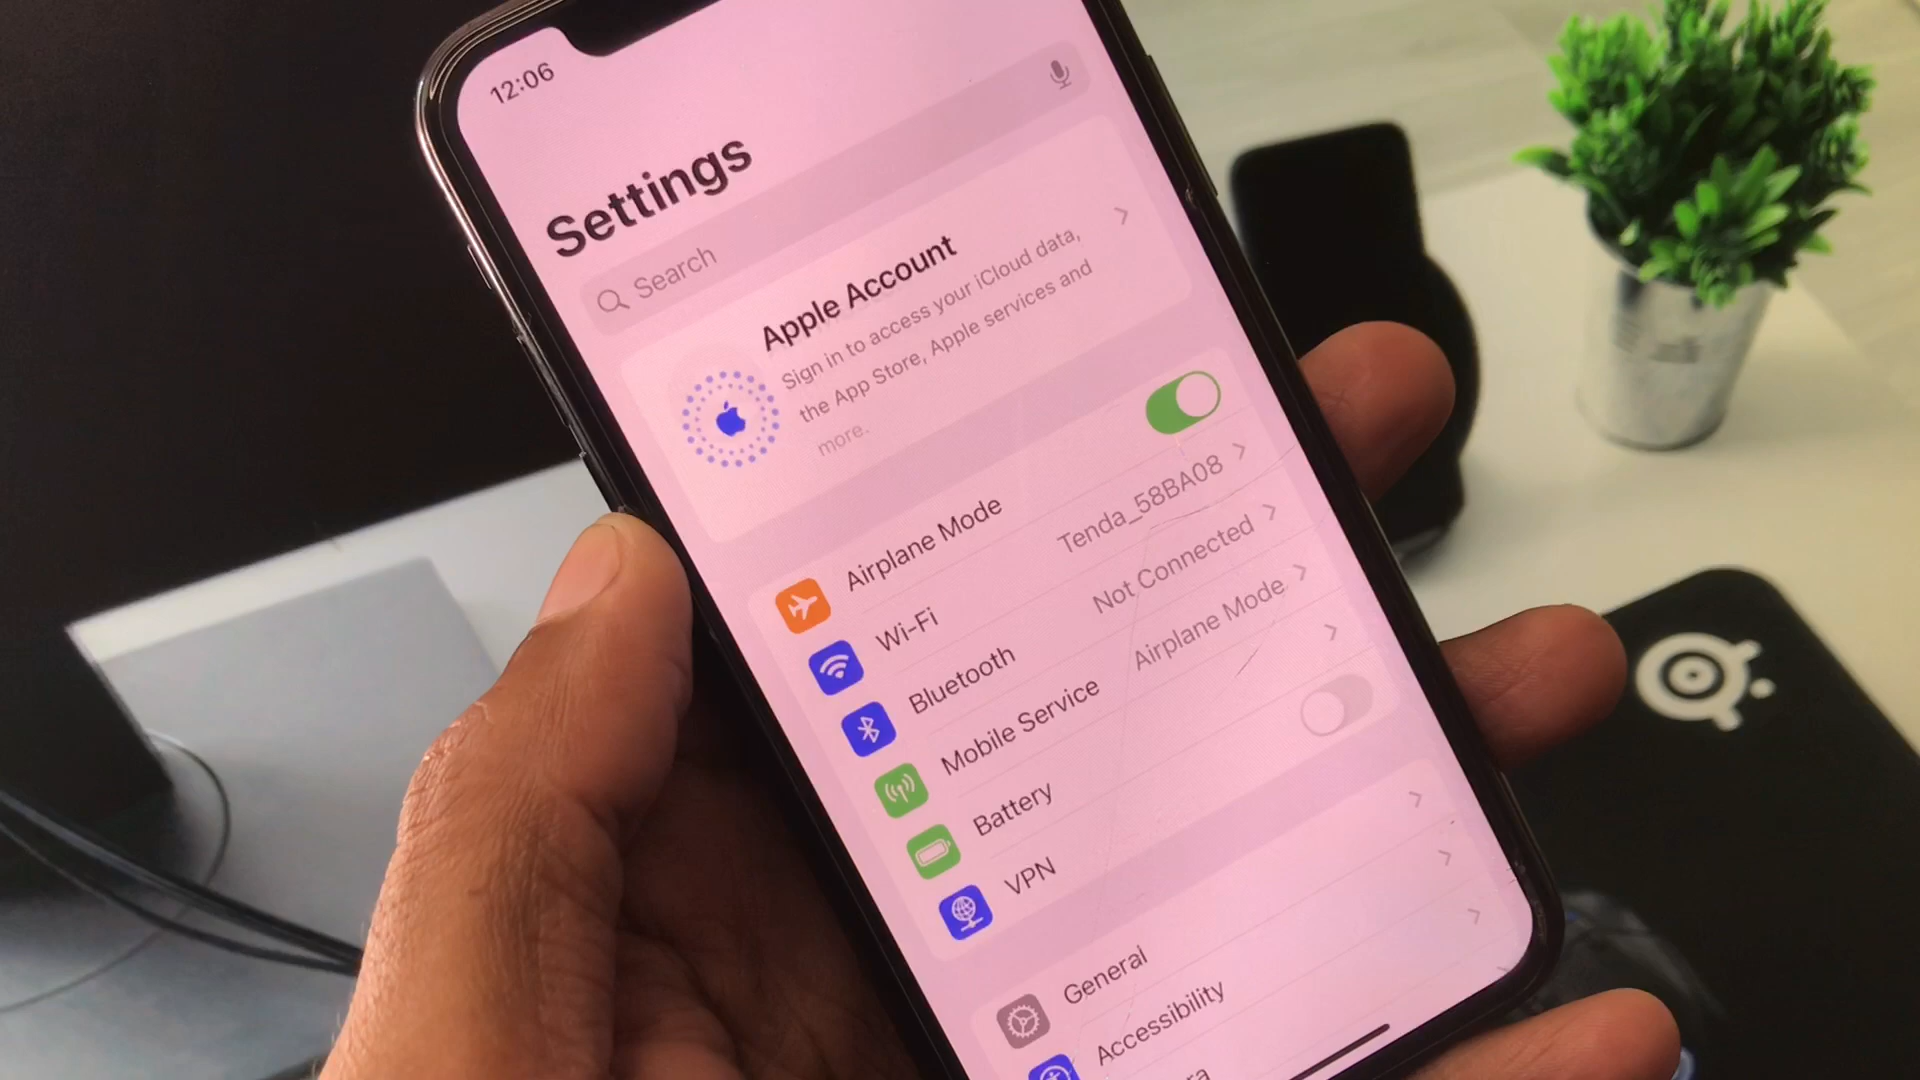 12:06
Settings
Search
Apple Account
Sign in to access your iCloud data,
the App Store, Apple services and
more.
Airplane Mode
Wi-Fi Tenda_58BA08
Bluetooth Not Connected
Mobile Service Airplane Mode
Battery
VPN
General
Accessibility